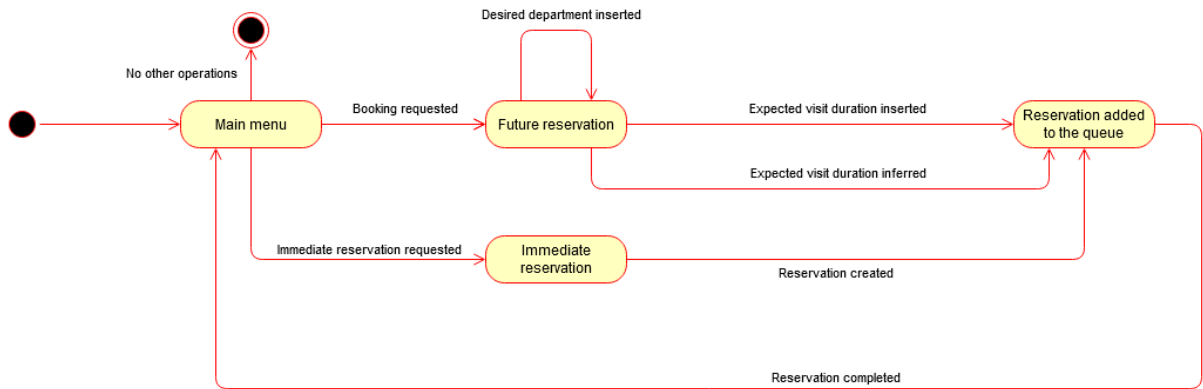 Desired department inserted
No other operations
Main menu
Booking requested
Future reservation
Expected visit duration inserted
Reservation added
to the queue
Expected visit duration inferred
Immediate reservation requested
Immediate
reservation
Reservation created
Reservation completed